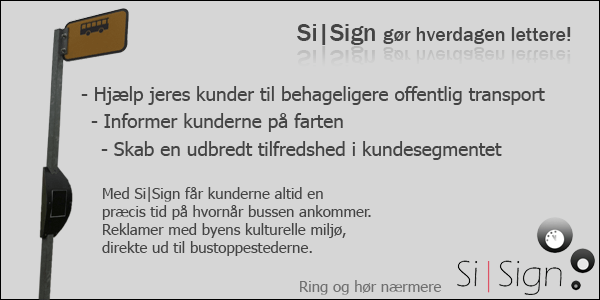 Si|Sign gør hverdagen lettere!
- Hjælp jeres kunder til behageligere offentlig transport
- Informer kunderne på farten
- Skab en udbredt tilfredshed i kundesegmentet
Med Si|Sign får kunderne altid en
præcis tid på hvornår bussen ankommer.
Reklamer med byens kulturelle miljø,
direkte ud til bustoppestederne.
Ring og hør nærmere
Si|Sign